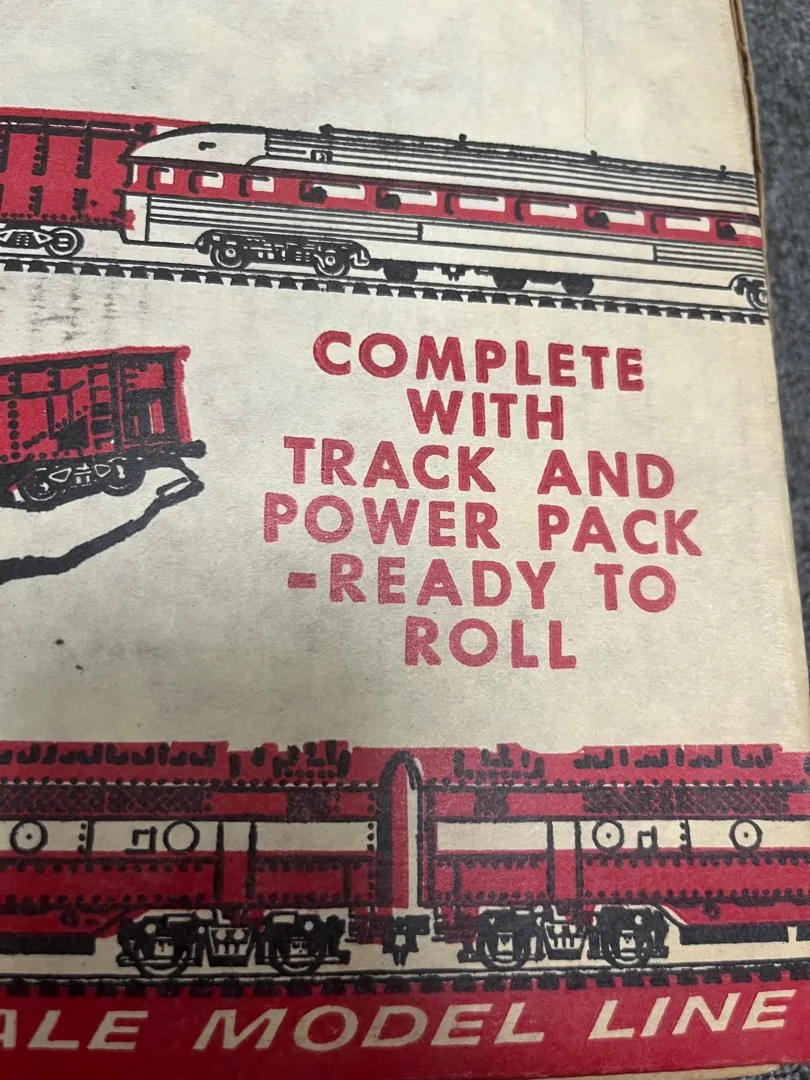 COMPLETE
WITH
TRACK AND
POWER PACK
-READY TO
ROLL
ALE MODEL LINE